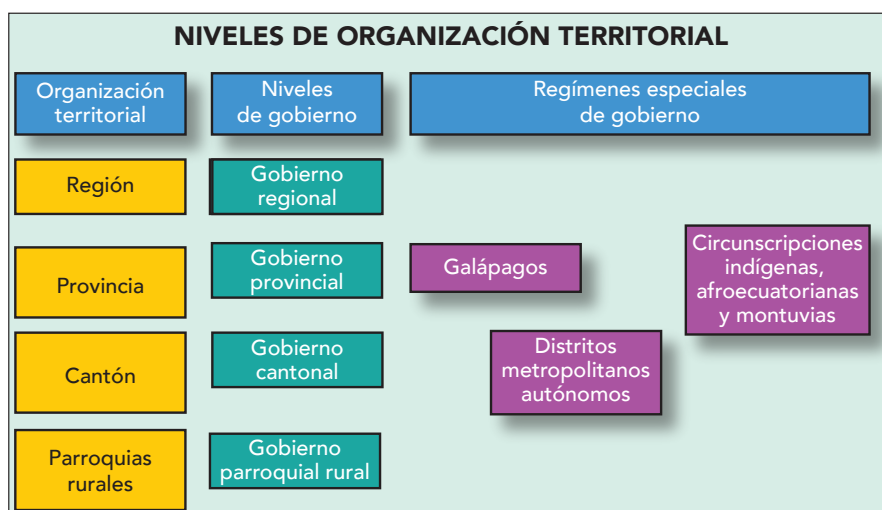 NIVELES DE ORGANIZACIÓN TERRITORIAL
Organización
territorial
Niveles
de gobierno
Regímenes especiales
de gobierno
Región
Gobierno
regional
Provincia
Gobierno
provincial
Galápagos
Circunscripciones
indígenas,
afroecuatorianas
y montuvias
Cantón
Gobierno
cantonal
Distritos
metropolitanos
autónomos
Parroquias
rurales
Gobierno
parroquial rural